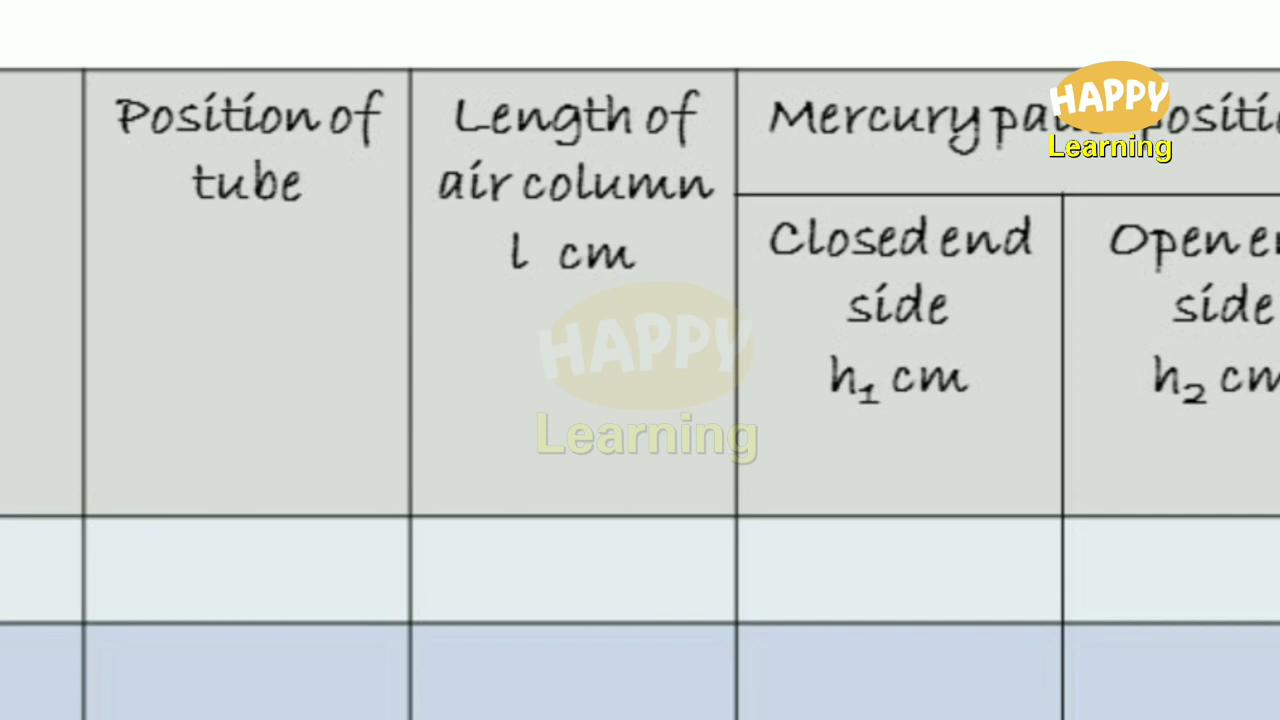 Position of
tube
Length of
air column
l cm
Mercury
Closed end
side
h₁ cm
Open
side
h₂ cm
HAPPY
Learning
HAPPY
Learning